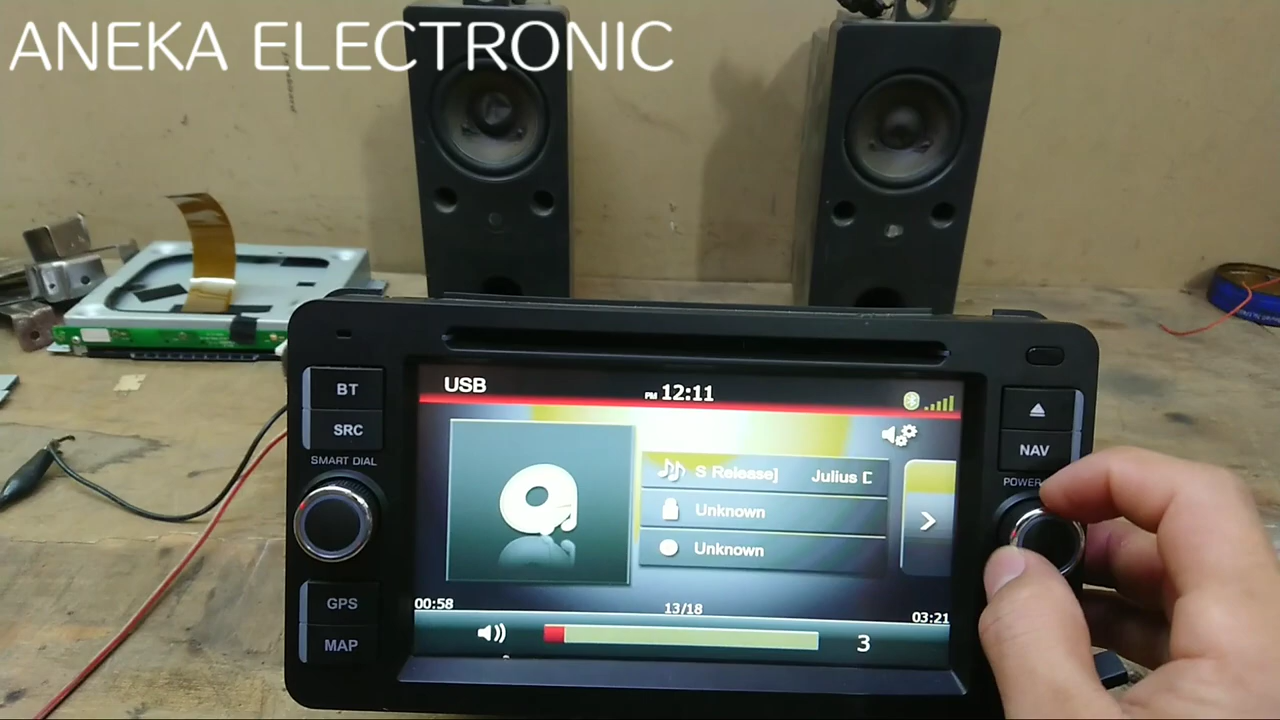 ANEKA ELECTRONIC
BT
SRC
SMART DIAL
GPS
MAP
USB
PM 12:11
S Release] Julius
Unknown
Unknown
00:58
13/18
03:21
3
NAV
POWER